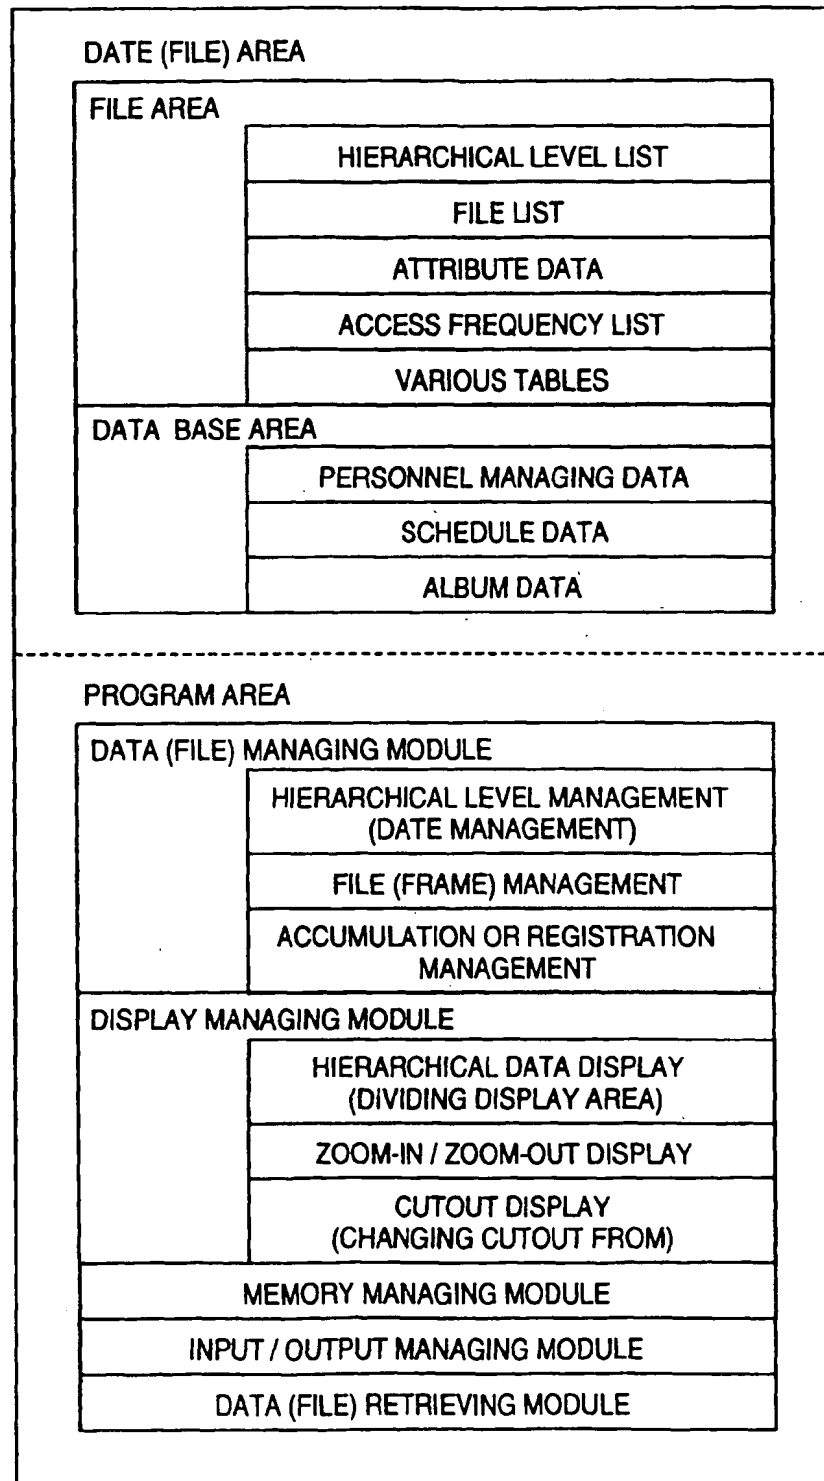 DATE (FILE) AREA
FILE AREA
HIERARCHICAL LEVEL LIST
FILE LIST
ATTRIBUTE DATA
ACCESS FREQUENCY LIST
VARIOUS TABLES
DATA BASE AREA
PERSONNEL MANAGING DATA
SCHEDULE DATA
ALBUM DATA
PROGRAM AREA
DATA (FILE) MANAGING MODULE
HIERARCHICAL LEVEL MANAGEMENT
(DATE MANAGEMENT)
FILE (FRAME) MANAGEMENT
ACCUMULATION OR REGISTRATION
MANAGEMENT
DISPLAY MANAGING MODULE
HIERARCHICAL DATA DISPLAY
(DIVIDING DISPLAY AREA)
ZOOM-IN / ZOOM-OUT DISPLAY
CUTOUT DISPLAY
(CHANGING CUTOUT FROM)
MEMORY MANAGING MODULE
INPUT / OUTPUT MANAGING MODULE
DATA (FILE) RETRIEVING MODULE